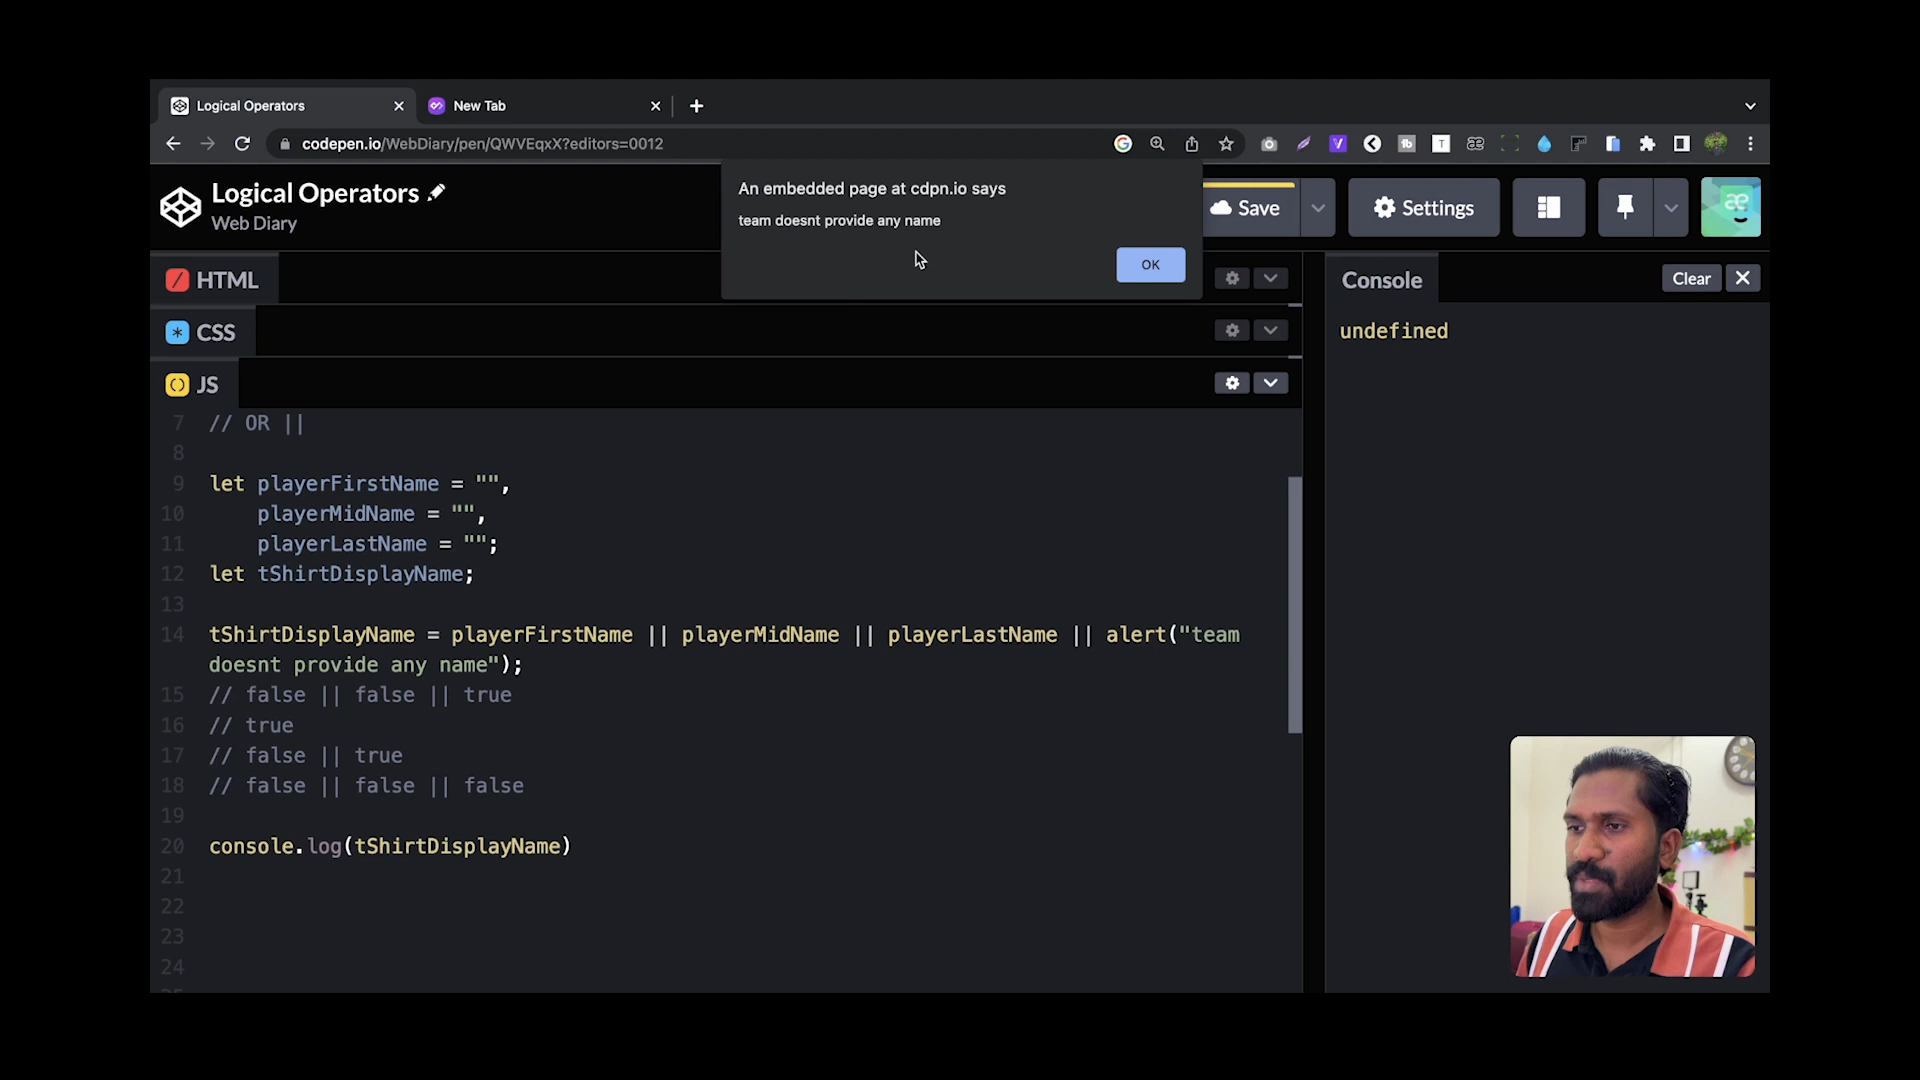 Logical Operators
New Tab
codepen.io/WebDiary/pen/QWVEqxX?editors=0012
Logical Operators
Web Diary
An embedded page at cdpn.io says
team doesnt provide any name
OK
Save
Settings
HTML
CSS
JS
7 // OR ||
8
9 let playerFirstName = "",
10 playerMidName = "",
11 playerLastName = "";
12 let tShirtDisplayName;
13
14 tShirtDisplayName = playerFirstName || playerMidName || playerLastName || alert("team
doesnt provide any name");
15 // false || false || true
16 // true
17 // false || true
18 // false || false || false
19
20 console.log(tShirtDisplayName)
21
22
23
24
Console
Clear
undefined